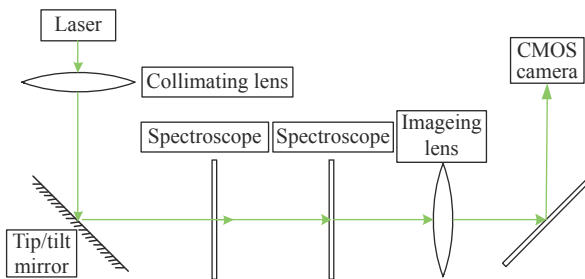 Laser
CMOS
camera
Collimating lens
Spectroscope
Spectroscope
Imageing
lens
Tip/tilt
mirror